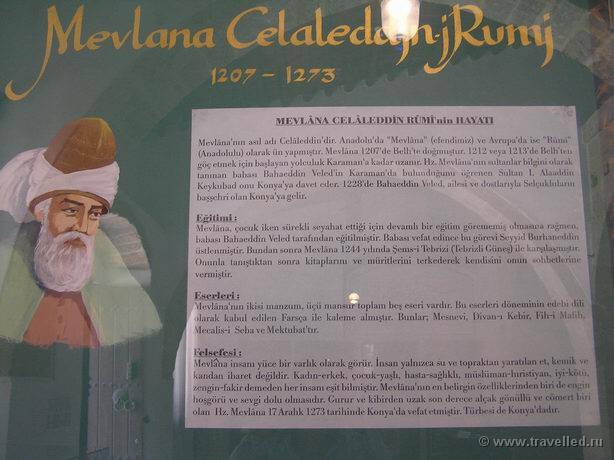 Mevlana Celaleddin-i Rumi
1207 - 1273
MEVLÂNA CELÂLEDDİN RÛMİ'nin HAYATI
Mevlâna'nın asıl adı Celâleddin'dir. Anadolu'da "Mevlâna" (efendimiz) ve Avrupa'da ise "Rûmi"
(Anadolulu) olarak ün yapmıştır. Mevlâna 1207'de Belh'te doğmuştur. 1212 veya 1213'de Belh'ten
göç etmek için başlayan yolculuk Karaman'a kadar uzanır. Hz. Mevlâna'nın sultanlar bilgini olarak
tanınan babası Bahaeddin Veled'in Karaman'da bulunduğunu öğrenen Sultan I. Alaaddin
Keykubad onu Konya'ya davet eder. 1228'de Bahaeddin Veled, ailesi ve dostlarıyla Selçukluların
başşehri olan Konya'ya gelir.
Eğitimi :
Mevlâna, çocuk iken sürekli seyahat ettiği için devamlı bir eğitim görememiş olmasına rağmen,
babası Bahaeddin Veled tarafından eğitilmiştir. Babası vefat edince bu görevi Seyyid Burhaneddin
üstlenmiştir. Bundan sonra Mevlâna 1244 yılında Şems-i Tebrizi (Tebrizli Güneş) ile karşılaşmıştır.
Onunla tanıştıktan sonra kitaplarını ve müritlerini terkederek kendisini onun sohbetlerine
vermiştir.
Eserleri :
Mevlâna'nın ikisi manzum, üçü mansur toplam beş eseri vardır. Bu eserleri döneminin edebi dili
olarak kabul edilen Farsça ile kaleme almıştır. Bunlar; Mesnevi, Divan-ı Kebir, Fih-i Mafih,
Mecalis-i Seba ve Mektubat'tır.
Felsefesi :
Mevlâna insanı yüce bir varlık olarak görür. İnsan yalnızca su ve topraktan yaratılan et, kemik ve
kandan ibaret değildir. Kadın-erkek, çocuk-yaşlı, hasta-sağlıklı, müslüman-hıristiyan, iyi-kötü,
zengin-fakir demeden her insanı eşit bilmiştir. Mevlâna'nın en belirgin özelliklerinden biri de engin
hoşgörü ve sevgi dolu olmasıdır. Gurur ve kibirden uzak son derece alçak gönüllü ve cömert biri
olan Hz. Mevlâna 17 Aralık 1273 tarihinde Konya'da vefat etmiştir. Türbesi de Konya'dadır.
© www.travelled.ru